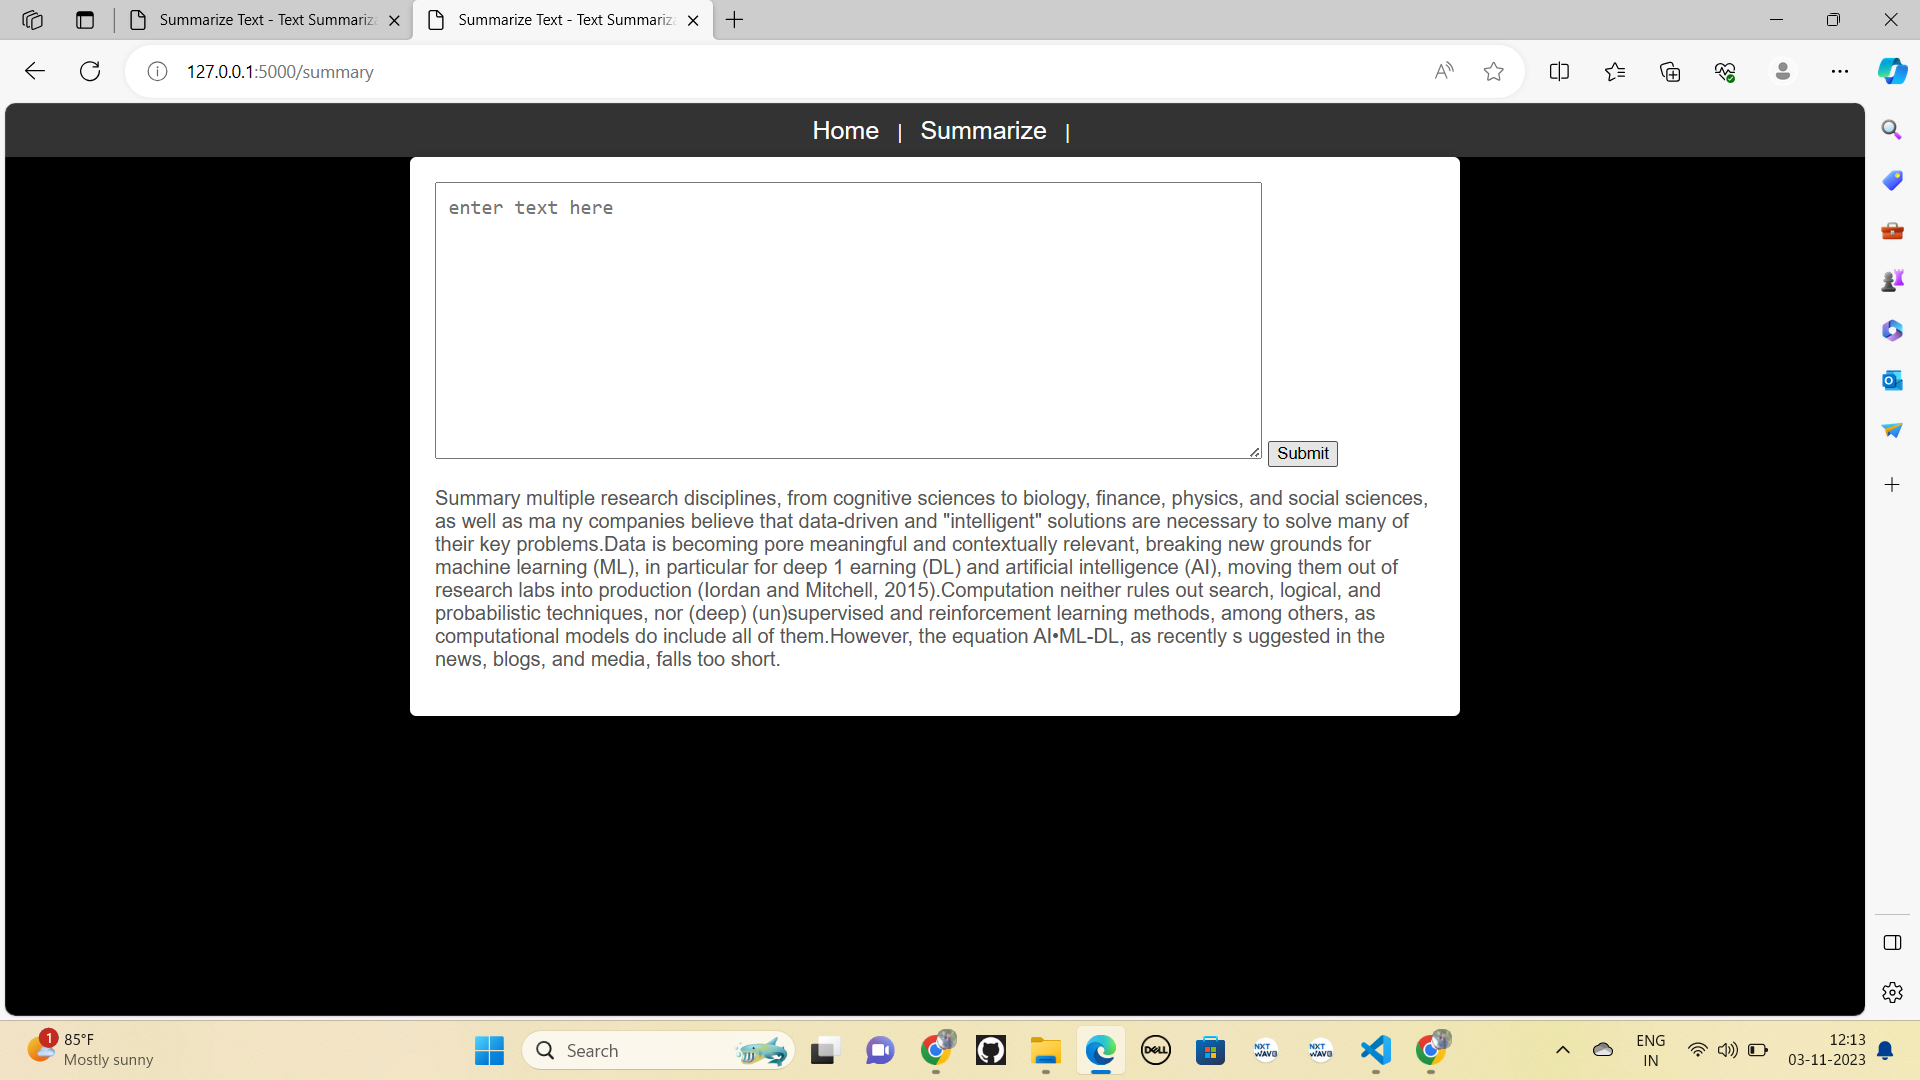 Summarize Text - Text Summariz
Summarize Text - Text Summariz
127.0.0.1:5000/summary
Home | Summarize |
enter text here
Submit
Summary multiple research disciplines, from cognitive sciences to biology, finance, physics, and social sciences,
as well as ma ny companies believe that data-driven and "intelligent" solutions are necessary to solve many of
their key problems.Data is becoming pore meaningful and contextually relevant, breaking new grounds for
machine learning (ML), in particular for deep 1 earning (DL) and artificial intelligence (AI), moving them out of
research labs into production (Iordan and Mitchell, 2015).Computation neither rules out search, logical, and
probabilistic techniques, nor (deep) (un)supervised and reinforcement learning methods, among others, as
computational models do include all of them.However, the equation AI•ML-DL, as recently s uggested in the
news, blogs, and media, falls too short.
1
85°F
Mostly sunny
Search
DELL
NXT
WAVE
NXT
WAVE
ENG
IN
12:13
03-11-2023